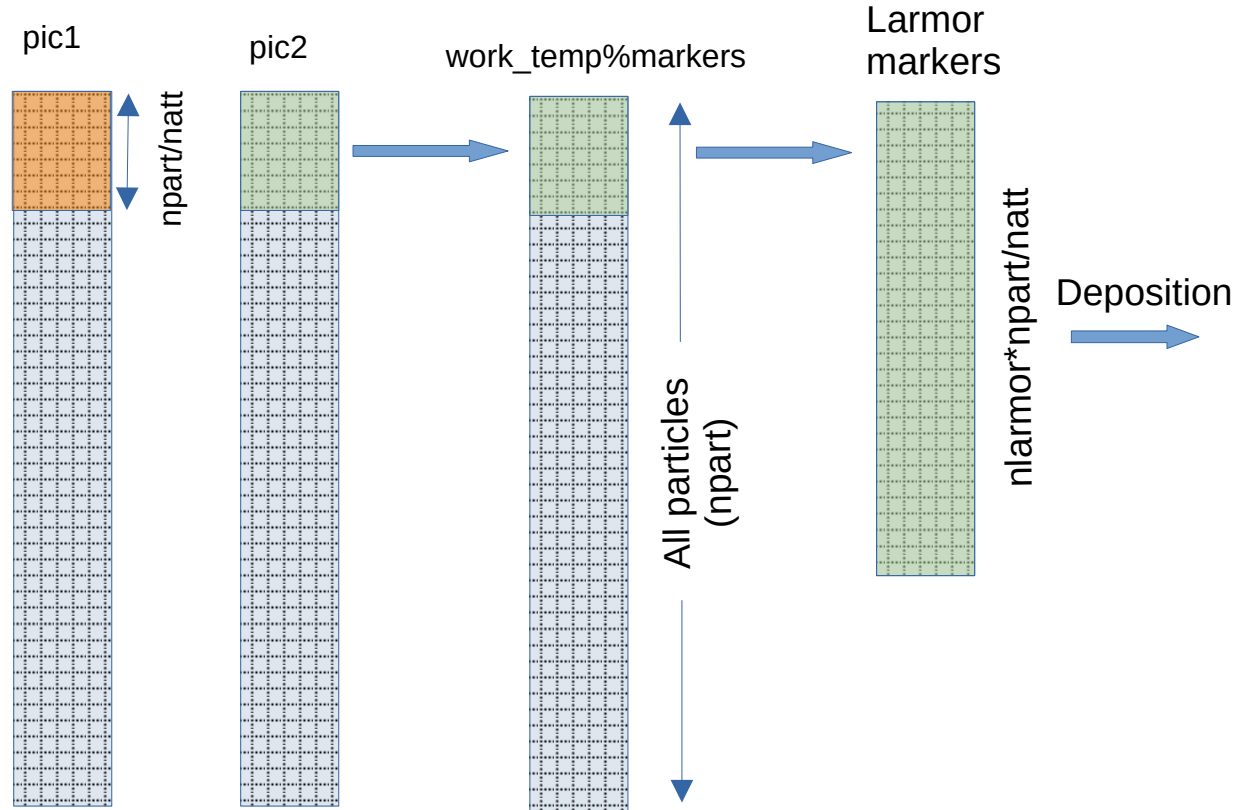 pic1
pic2
work_temp%markers
Larmor
markers
npart/natt
All particles
(npart)
nlarmor*npart/natt
Deposition